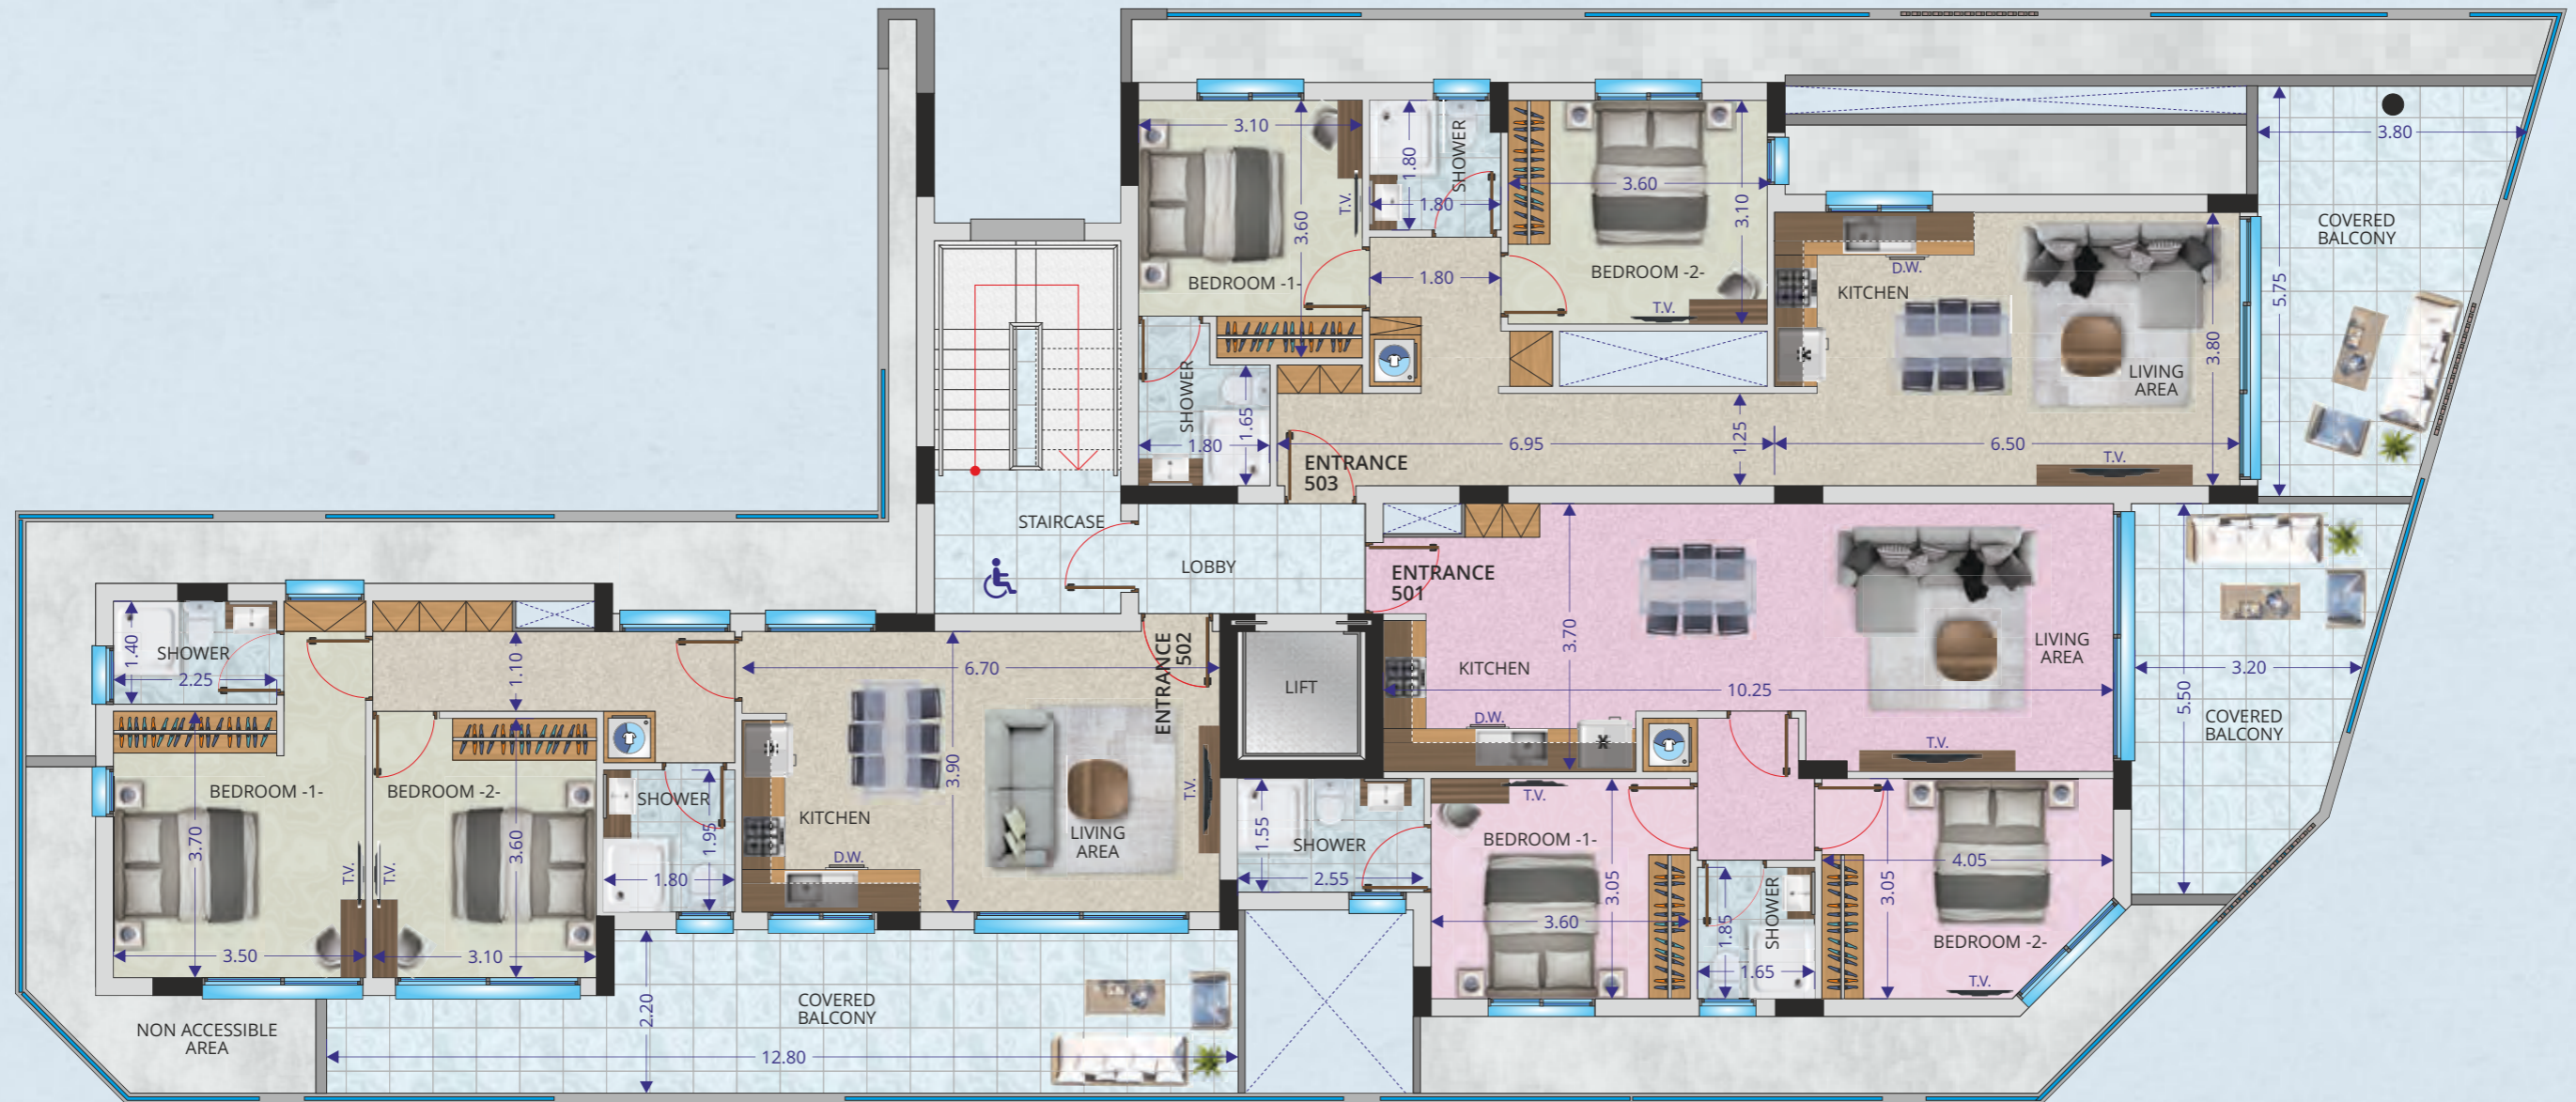 3.10
3.60
T.V.
BEDROOM -1-
1.80
1.80
SHOWER
1.80
3.60
3.10
BEDROOM -2-
T.V.
D.W.
KITCHEN
LIVING
AREA
3.80
T.V.
6.50
3.80
COVERED
BALCONY
5.75
SHOWER
1.65
1.80
6.95
1.25
ENTRANCE
503
STAIRCASE
LOBBY
ENTRANCE
501
3.70
KITCHEN
10.25
D.W.
LIVING
AREA
T.V.
3.20
5.50
COVERED
BALCONY
LIFT
ENTRANCE
502
6.70
3.90
KITCHEN
D.W.
LIVING
AREA
T.V.
1.40
SHOWER
2.25
1.10
BEDROOM -1-
3.70
3.50
T.V.
BEDROOM -2-
3.60
3.10
T.V.
SHOWER
1.95
1.80
1.55
SHOWER
2.55
T.V.
BEDROOM -1-
3.05
3.60
SHOWER
1.85
1.65
4.05
3.05
BEDROOM -2-
T.V.
NON ACCESSIBLE
AREA
2.20
COVERED
BALCONY
12.80